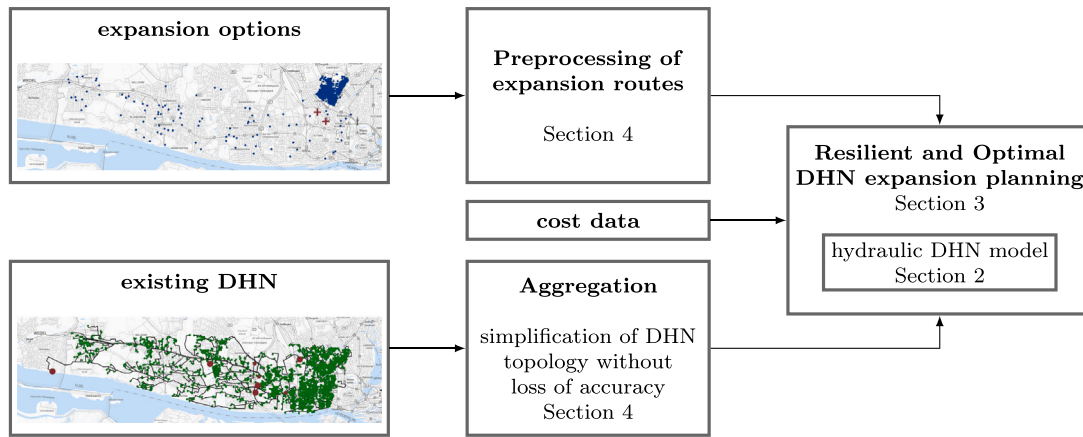 expansion options
Preprocessing of
expansion routes
Section 4
cost data
existing DHN
Aggregation
simplification of DHN
topology without
loss of accuracy
Section 4
Resilient and Optimal
DHN expansion planning
Section 3
hydraulic DHN model
Section 2